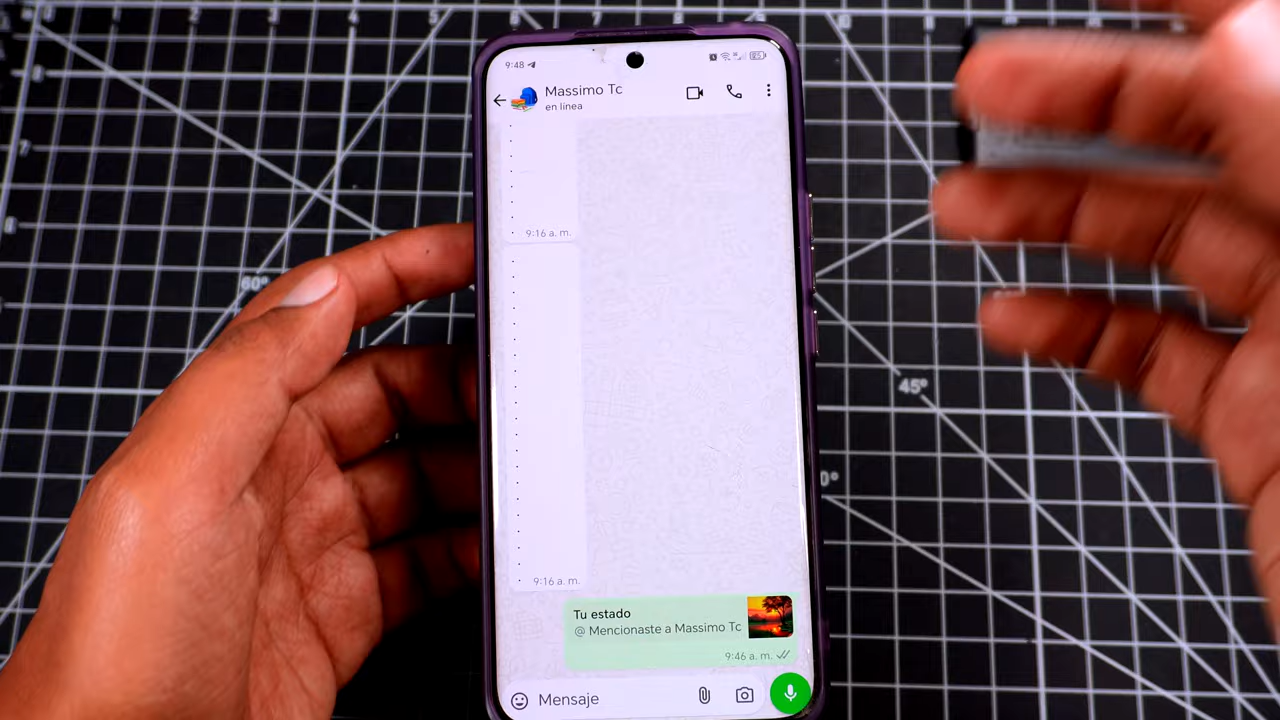 9:48
Massimo Tc
en línea
9:16 a. m.
9:16 a. m.
Tu estado
@ Mencionaste a Massimo Tc
9:46 a. m.
Mensaje
60°
45°